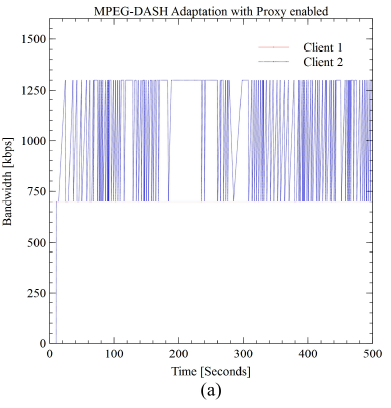 MPEG-DASH Adaptation with Proxy enabled
1500
Client 1
Client 2
1250
1000
750
500
250
0
Bandwidth [kbps]
0 100 200 300 400 500
Time [Seconds]
(a)